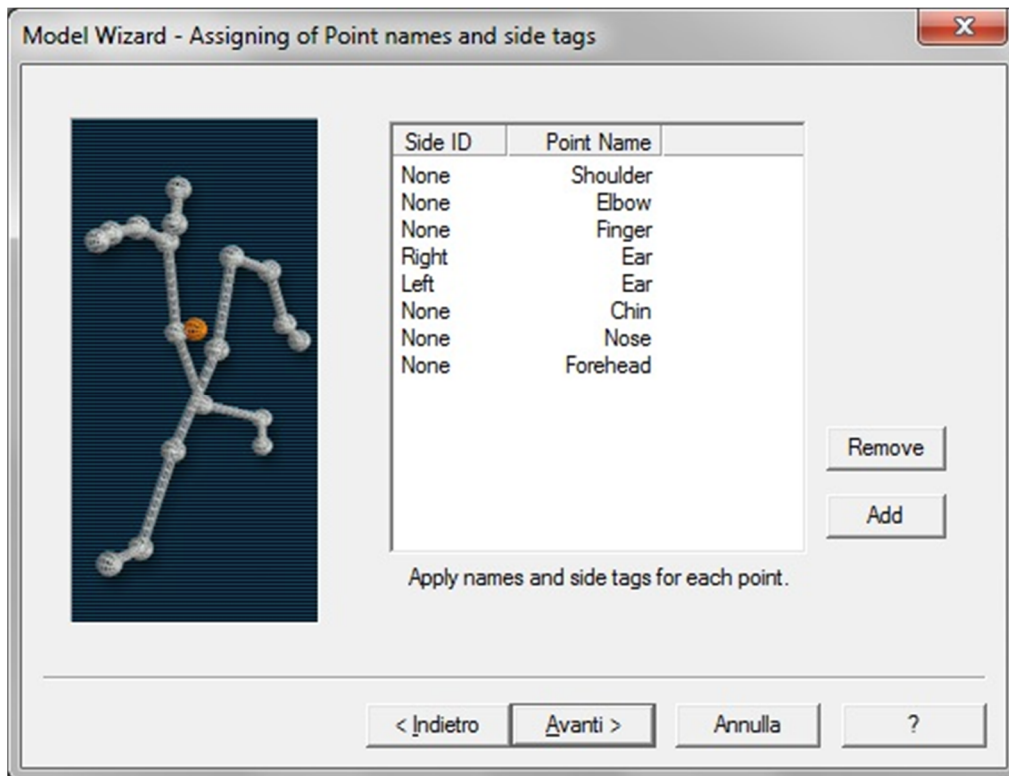 Model Wizard - Assigning of Point names and side tags
Side ID Point Name
None Shoulder
None Elbow
None Finger
Right Ear
Left Ear
None Chin
None Nose
None Forehead
Remove
Add
Apply names and side tags for each point.
< Indietro Avanti > Annulla ?